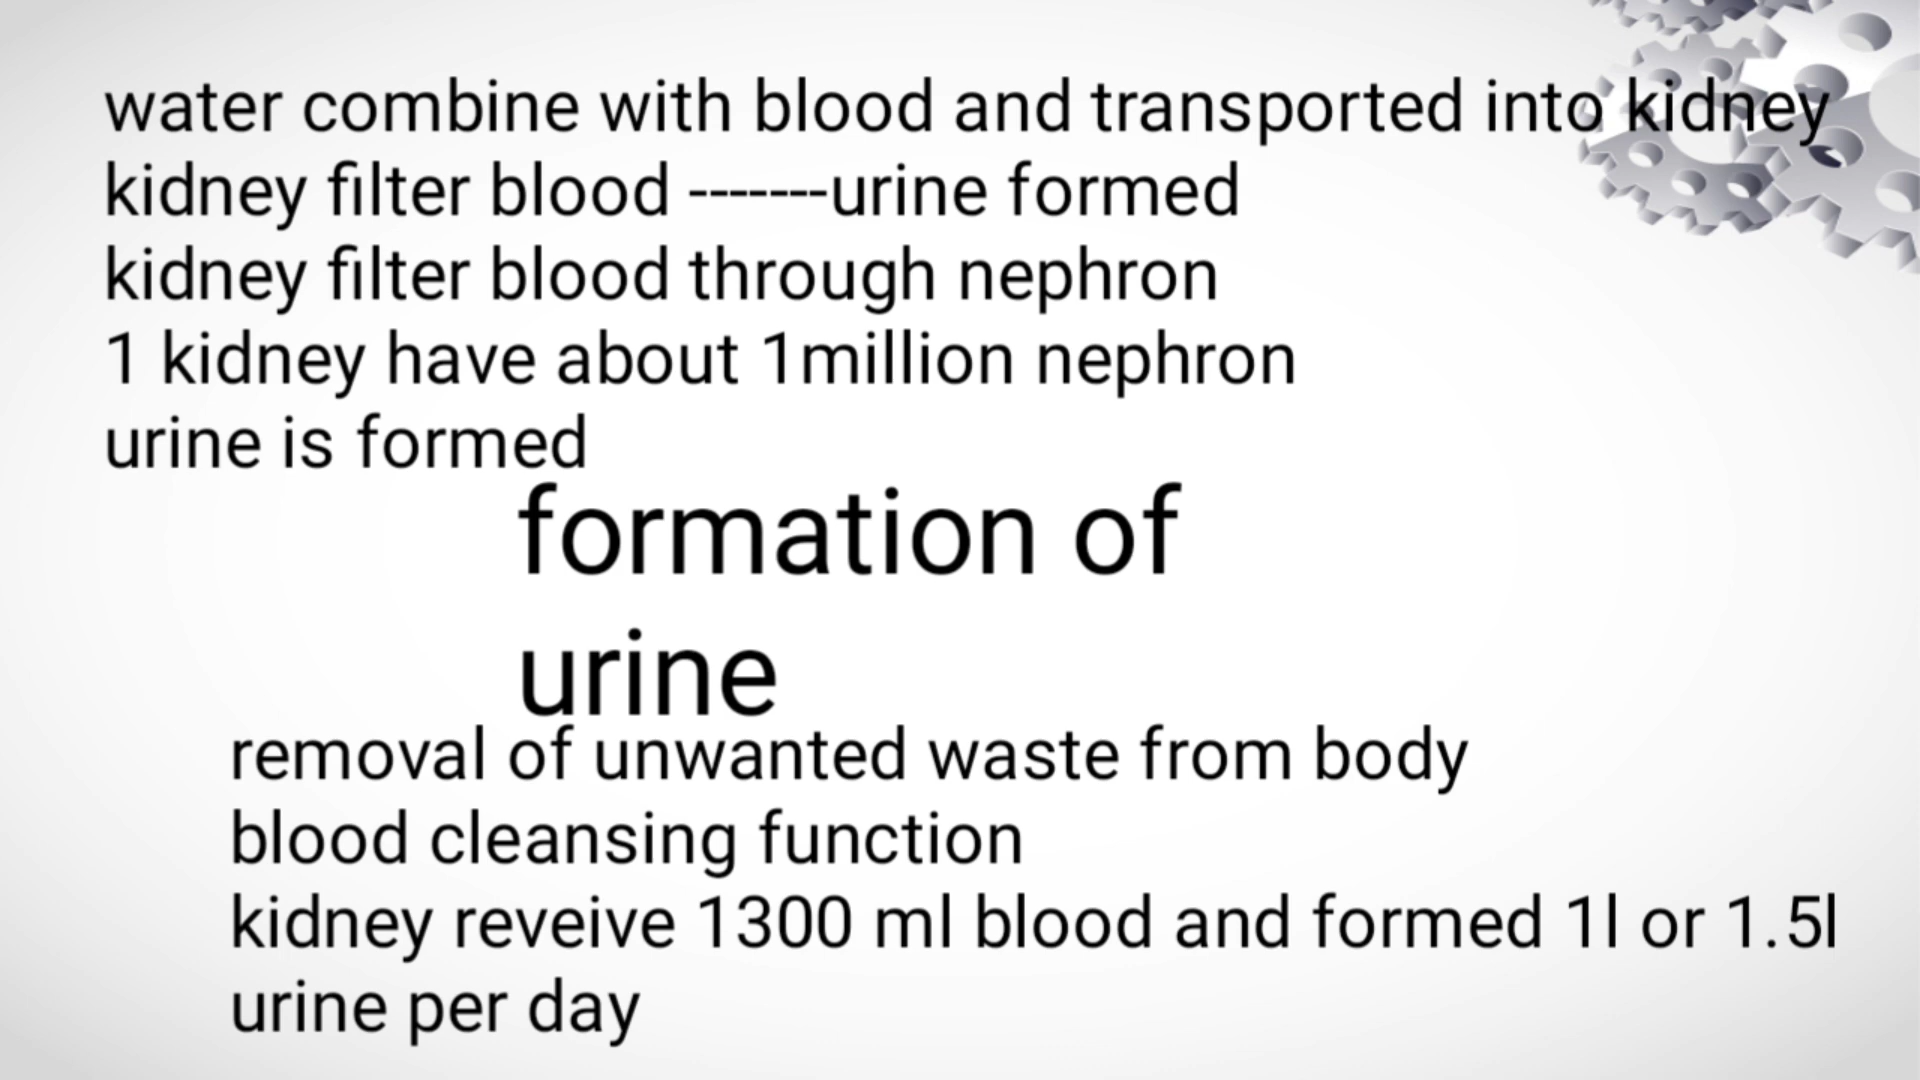 water combine with blood and transported into kidney
kidney filter blood -------urine formed
kidney filter blood through nephron
1 kidney have about 1million nephron
urine is formed
formation of
urine
removal of unwanted waste from body
blood cleansing function
kidney reveive 1300 ml blood and formed 1l or 1.5l
urine per day